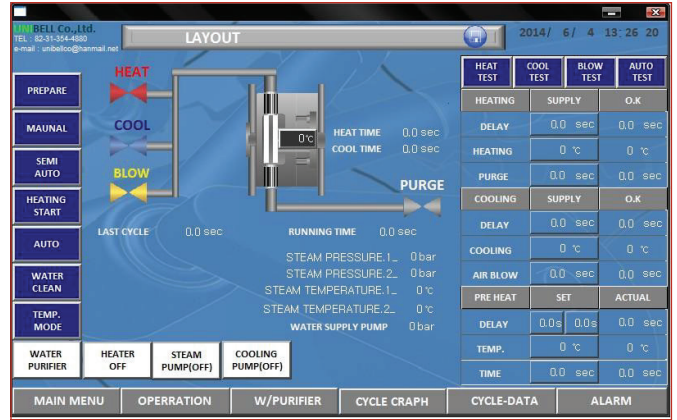 UNIBELL Co.,Ltd.
TEL : 82-31-354-4880
e-mail : unibellco@hanmail.net
LAYOUT
2014/ 6/ 4 13:26 20
HEAT TEST
COOL TEST
BLOW TEST
AUTO TEST
PREPARE
MAUNAL
SEMI AUTO
HEATING START
AUTO
WATER CLEAN
TEMP. MODE
HEAT
COOL
BLOW
0℃
HEAT TIME 0.0 sec
COOL TIME 0.0 sec
PURGE
LAST CYCLE 0.0 sec
RUNNING TIME 0.0 sec
STEAM PRESSURE.1_ 0 bar
STEAM PRESSURE.2_ 0 bar
STEAM TEMPERATURE.1_ 0 ℃
STEAM TEMPERATURE.2_ 0 ℃
WATER SUPPLY PUMP 0 bar
HEATING SUPPLY O.K
DELAY 0.0 sec 0.0 sec
HEATING 0 ℃ 0 ℃
PURGE 0.0 sec 0.0 sec
COOLING SUPPLY O.K
DELAY 0.0 sec 0.0 sec
COOLING 0 ℃ 0 ℃
AIR BLOW 0.0 sec 0.0 sec
PRE HEAT SET ACTUAL
DELAY 0.0s 0.0s 0.0 sec
TEMP. 0 ℃ 0 ℃
TIME 0.0 sec 0.0 sec
WATER PURIFIER
HEATER OFF
STEAM PUMP(OFF)
COOLING PUMP(OFF)
MAIN MENU
OPERRATION
W/PURIFIER
CYCLE CRAPH
CYCLE-DATA
ALARM